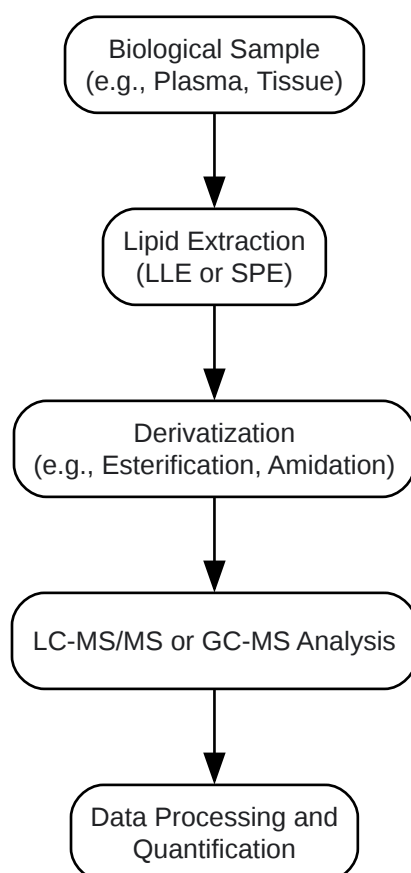 Biological Sample
(e.g., Plasma, Tissue)
Lipid Extraction
(LLE or SPE)
Derivatization
(e.g., Esterification, Amidation)
LC-MS/MS or GC-MS Analysis
Data Processing and
Quantification